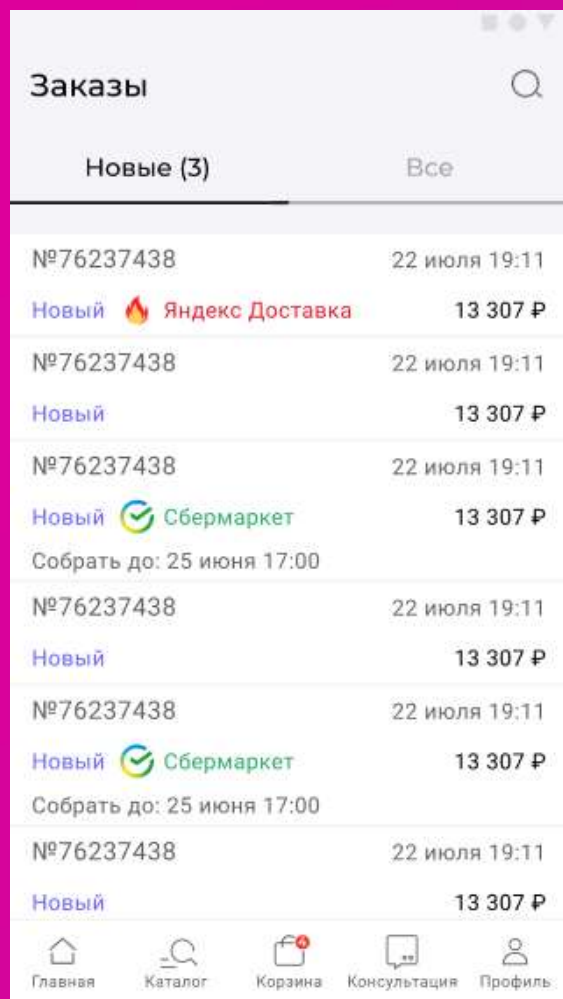 Заказы
Новые (3) Все
№76237438 22 июля 19:11
Новый Яндекс Доставка 13 307 ₽
№76237438 22 июля 19:11
Новый 13 307 ₽
№76237438 22 июля 19:11
Новый Сбермаркет 13 307 ₽
Собрать до: 25 июня 17:00
№76237438 22 июля 19:11
Новый 13 307 ₽
№76237438 22 июля 19:11
Новый Сбермаркет 13 307 ₽
Собрать до: 25 июня 17:00
№76237438 22 июля 19:11
Новый 13 307 ₽
4
Главная Каталог Корзина Консультация Профиль